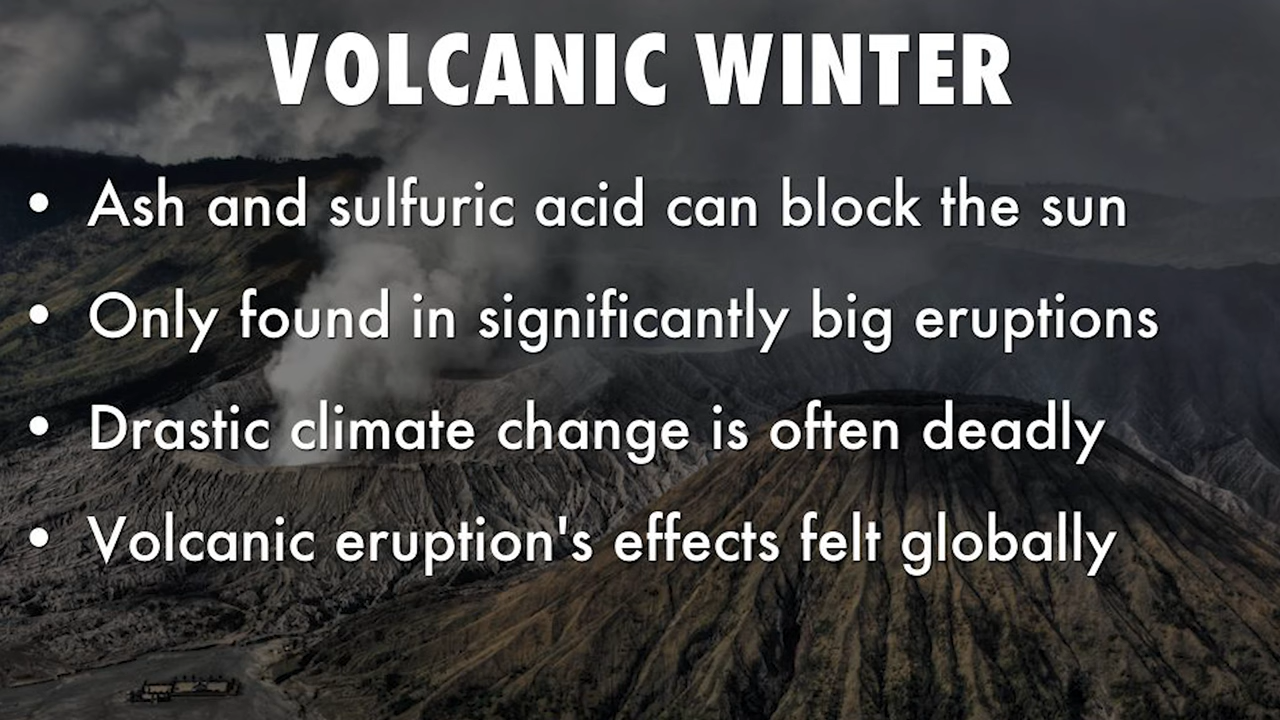 VOLCANIC WINTER
• Ash and sulfuric acid can block the sun
• Only found in significantly big eruptions
• Drastic climate change is often deadly
• Volcanic eruption's effects felt globally